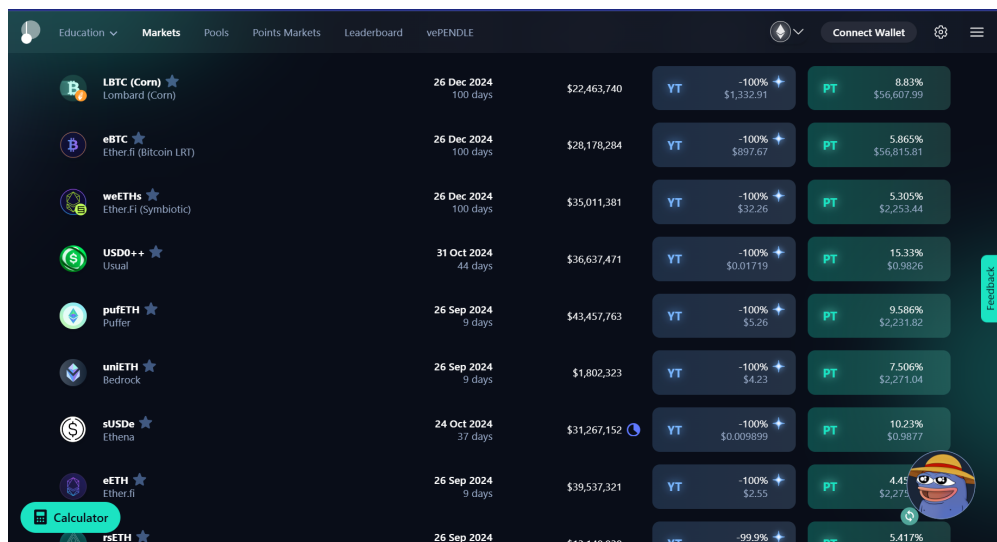 Education Markets Pools Points Markets Leaderboard vePENDLE Connect Wallet
LBTC (Corn) 26 Dec 2024 $22,463,740 YT -100% PT 8.83%
Lombard (Corn) 100 days $1,332.91 $56,607.99
eBTC 26 Dec 2024 $28,178,284 YT -100% PT 5.865%
Ether.fi (Bitcoin LRT) 100 days $897.67 $56,815.81
weETHs 26 Dec 2024 $35,011,381 YT -100% PT 5.305%
Ether.Fi (Symbiotic) 100 days $32.26 $2,253.44
USD0++ 31 Oct 2024 $36,637,471 YT -100% PT 15.33%
Usual 44 days $0.01719 $0.9826
pufETH 26 Sep 2024 $43,457,763 YT -100% PT 9.586%
Puffer 9 days $5.26 $2,231.82
uniETH 26 Sep 2024 $1,802,323 YT -100% PT 7.506%
Bedrock 9 days $4.23 $2,271.04
sUSDe 24 Oct 2024 $31,267,152 YT -100% PT 10.23%
Ethena 37 days $0.009899 $0.9877
eETH 26 Sep 2024 $39,537,321 YT -100% PT
Ether.fi 9 days $2.55
rsETH 26 Sep 2024 YT -99.9% PT 5.417%
Calculator
Feedback